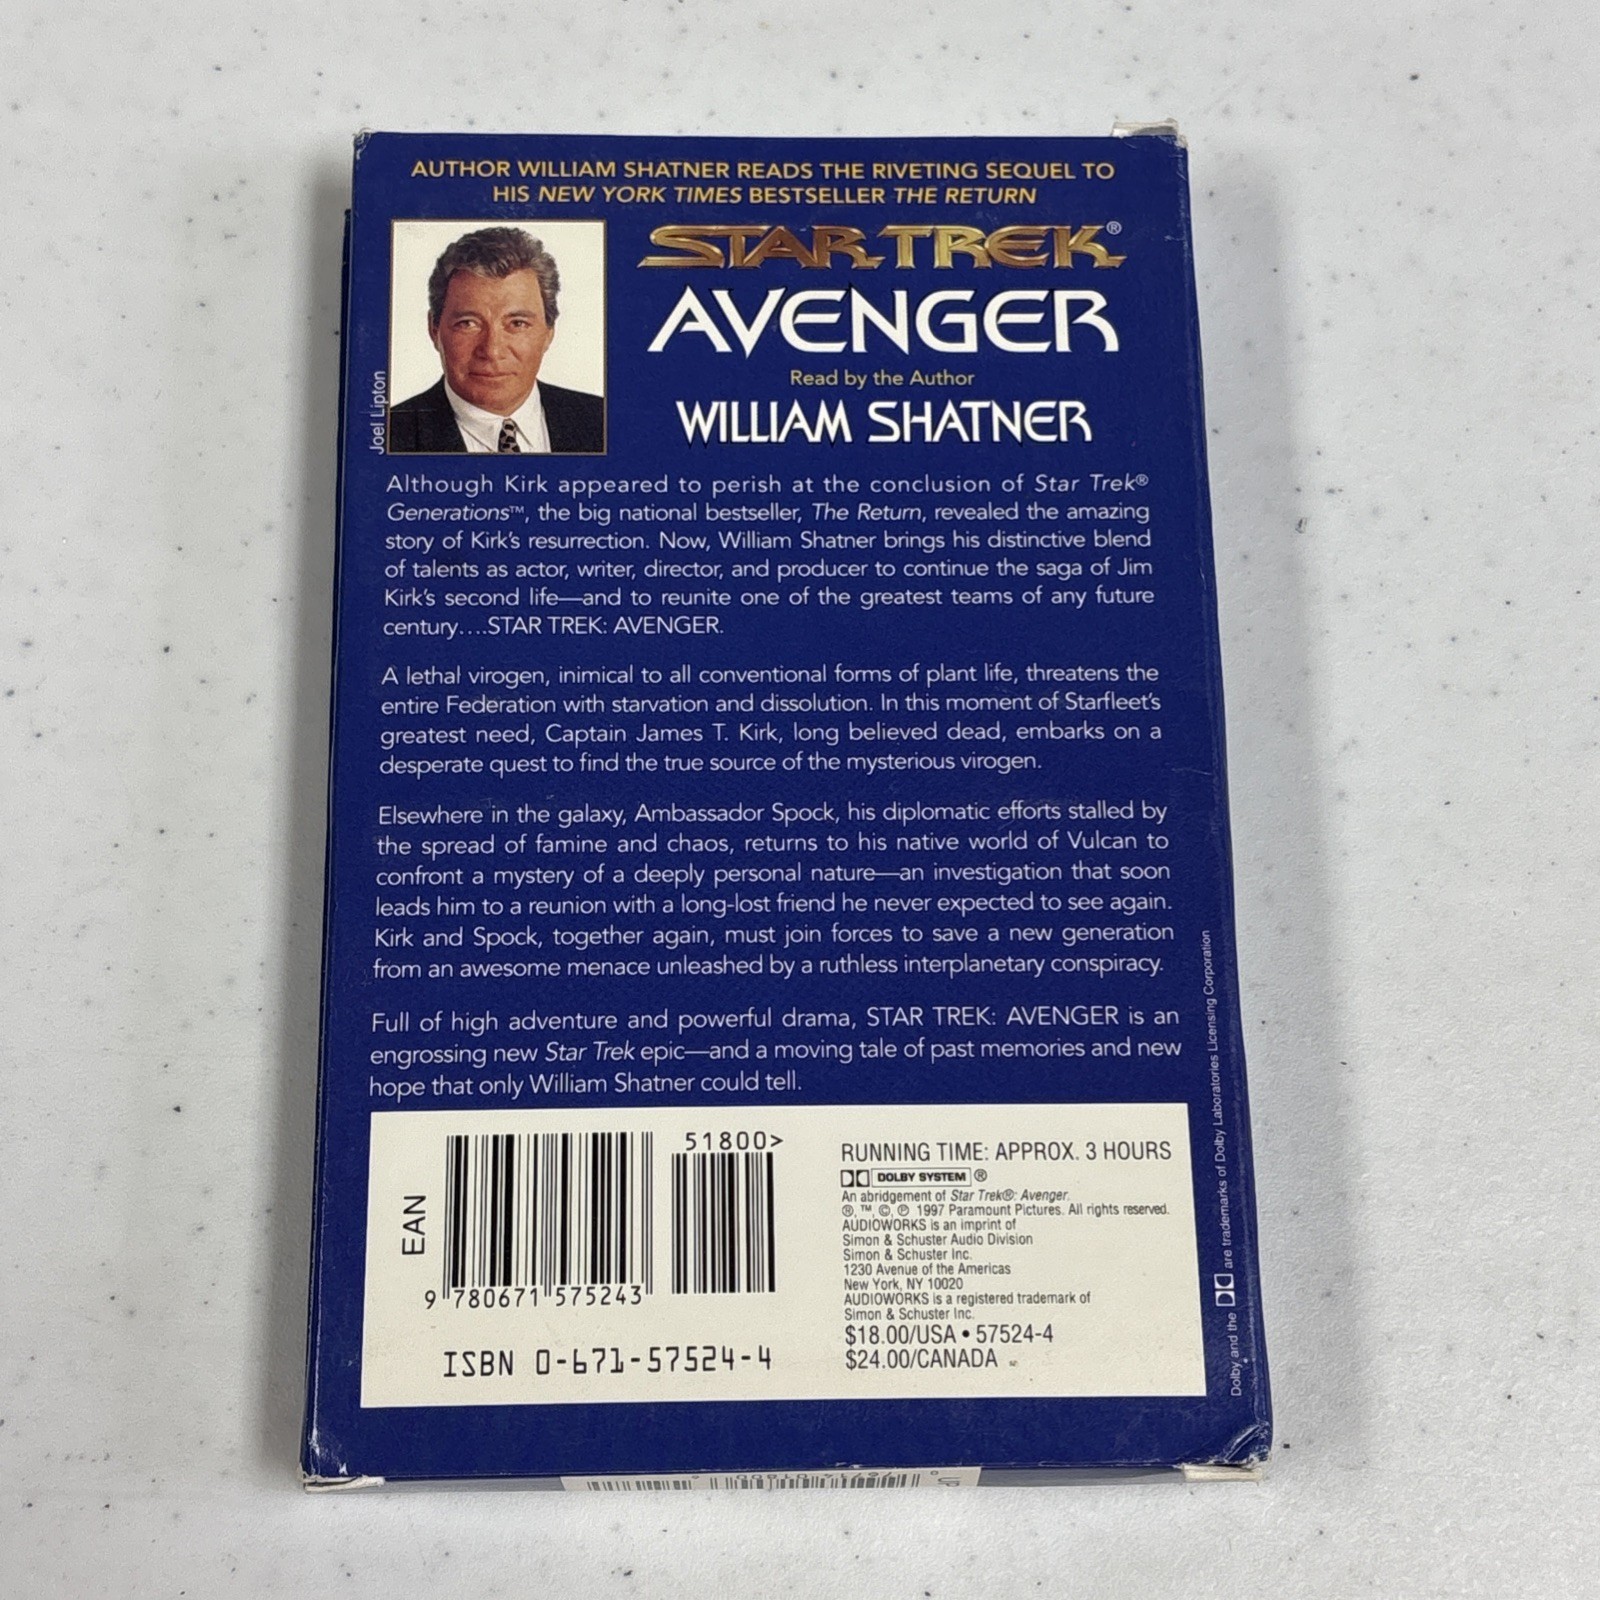 AUTHOR WILLIAM SHATNER READS THE RIVETING SEQUEL TO
HIS NEW YORK TIMES BESTSELLER THE RETURN
Joel Lipton
STAR TREK®
AVENGER
Read by the Author
WILLIAM SHATNER
Although Kirk appeared to perish at the conclusion of Star Trek®
Generations™, the big national bestseller, The Return, revealed the amazing
story of Kirk's resurrection. Now, William Shatner brings his distinctive blend
of talents as actor, writer, director, and producer to continue the saga of Jim
Kirk's second life—and to reunite one of the greatest teams of any future
century....STAR TREK: AVENGER.
A lethal virogen, inimical to all conventional forms of plant life, threatens the
entire Federation with starvation and dissolution. In this moment of Starfleet's
greatest need, Captain James T. Kirk, long believed dead, embarks on a
desperate quest to find the true source of the mysterious virogen.
Elsewhere in the galaxy, Ambassador Spock, his diplomatic efforts stalled by
the spread of famine and chaos, returns to his native world of Vulcan to
confront a mystery of a deeply personal nature—an investigation that soon
leads him to a reunion with a long-lost friend he never expected to see again.
Kirk and Spock, together again, must join forces to save a new generation
from an awesome menace unleashed by a ruthless interplanetary conspiracy.
Full of high adventure and powerful drama, STAR TREK: AVENGER is an
engrossing new Star Trek epic—and a moving tale of past memories and new
hope that only William Shatner could tell.
EAN
51800>
9 780671 575243
ISBN 0-671-57524-4
RUNNING TIME: APPROX. 3 HOURS
DOLBY SYSTEM ®
An abridgement of Star Trek®: Avenger.
®, ™, ©, ℗ 1997 Paramount Pictures. All rights reserved.
AUDIOWORKS is an imprint of
Simon & Schuster Audio Division
Simon & Schuster Inc.
1230 Avenue of the Americas
New York, NY 10020
AUDIOWORKS is a registered trademark of
Simon & Schuster Inc.
$18.00/USA • 57524-4
$24.00/CANADA
Dolby and the are trademarks of Dolby Laboratories Licensing Corporation